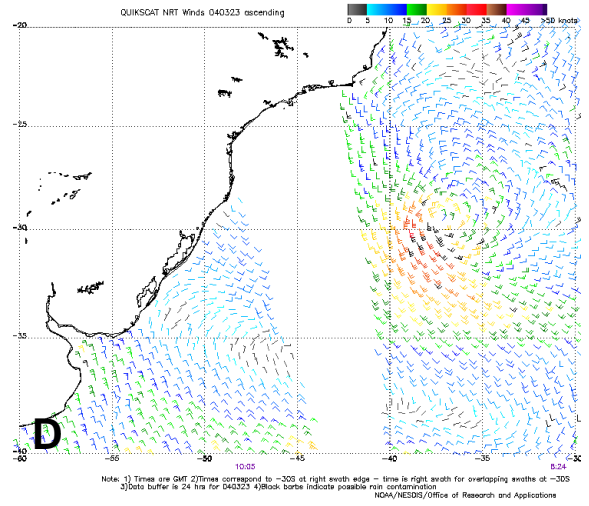 QUIKSCAT NRT Winds 040323 ascending
0 5 10 15 20 25 30 35 40 45 >50 knots
-20
-25
-30
-35
-40
D
-60 -55 -50 -45 -40 -35 -30
10:05 8:24
Note: 1) Times are GMT 2)Times correspond to -30S at right swath edge - time is right swath for overlapping swaths at -30S
3)Data buffer is 24 hrs for 040323 4)Black barbs indicate possible rain contamination
NOAA/NESDIS/Office of Research and Applications